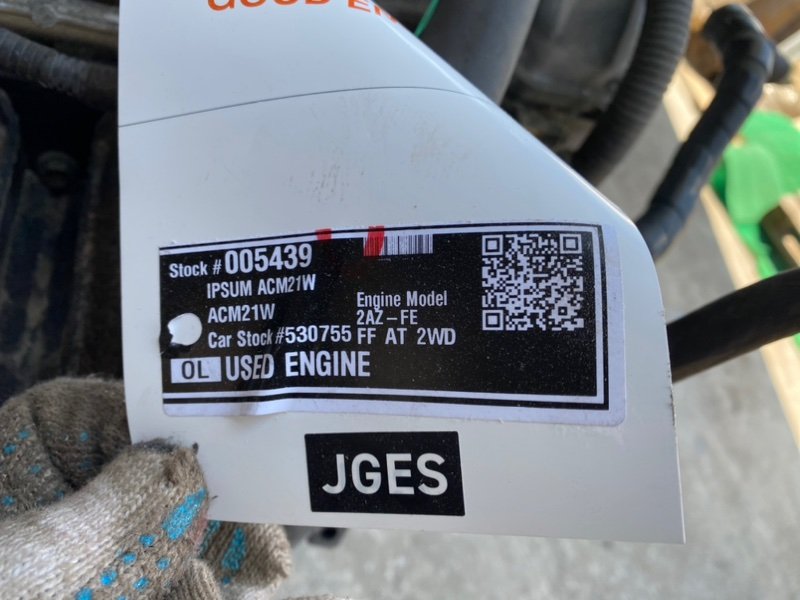 GOOD
Stock # 005439
IPSUM ACM21W
ACM21W
Engine Model
2AZ-FE
Car Stock #530755 FF AT 2WD
OL USED ENGINE
JGES